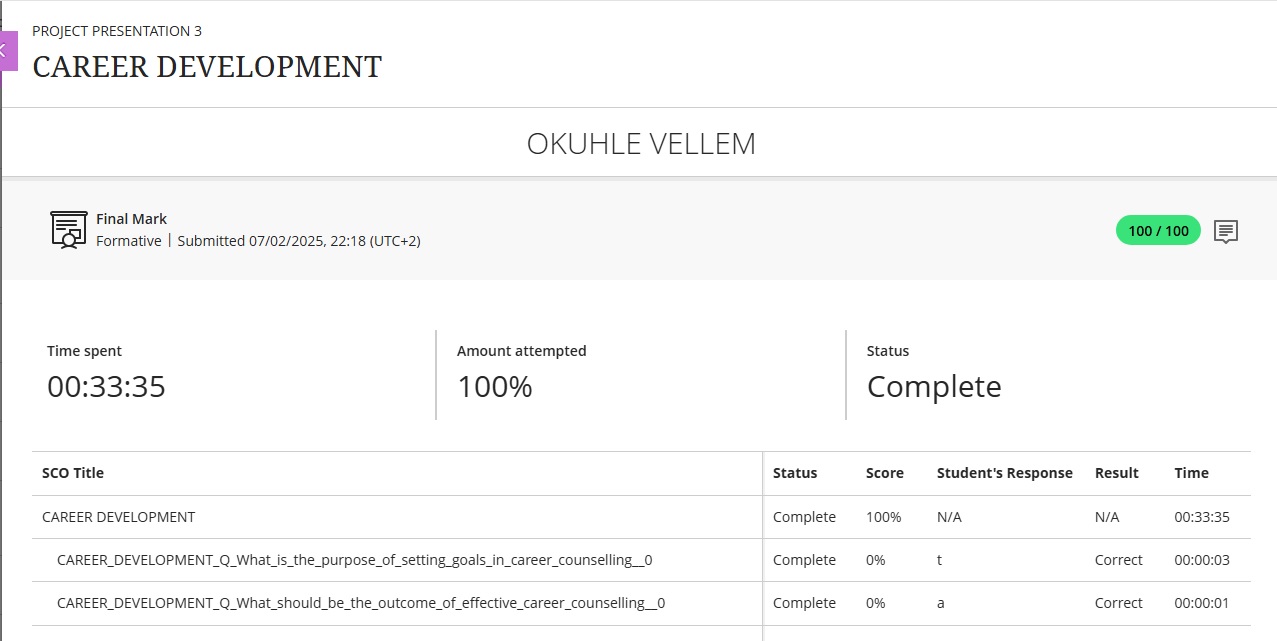 PROJECT PRESENTATION 3
CAREER DEVELOPMENT
OKUHLE VELLEM
Final Mark
Formative | Submitted 07/02/2025, 22:18 (UTC+2)
100 / 100
Time spent
00:33:35
Amount attempted
100%
Status
Complete
SCO Title Status Score Student's Response Result Time
CAREER DEVELOPMENT Complete 100% N/A N/A 00:33:35
CAREER_DEVELOPMENT_Q_What_is_the_purpose_of_setting_goals_in_career_counselling__0 Complete 0% t Correct 00:00:03
CAREER_DEVELOPMENT_Q_What_should_be_the_outcome_of_effective_career_counselling__0 Complete 0% a Correct 00:00:01